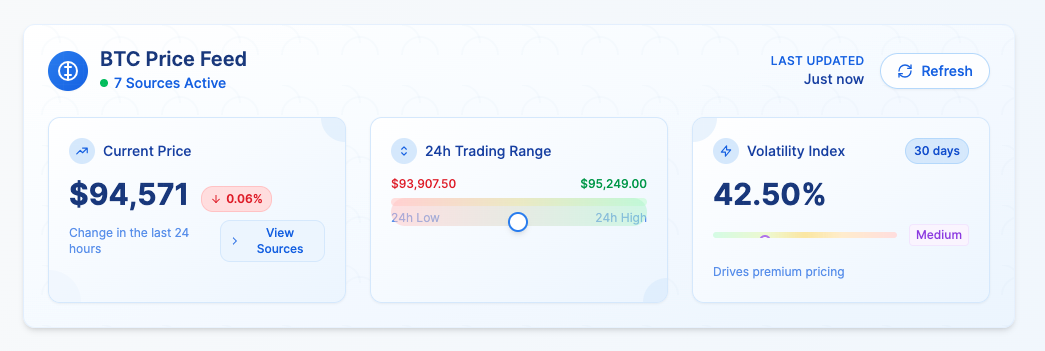 BTC Price Feed
7 Sources Active
LAST UPDATED
Just now
Refresh
Current Price
$94,571
0.06%
Change in the last 24
hours
View
Sources
24h Trading Range
$93,907.50
$95,249.00
24h Low
24h High
Volatility Index
30 days
42.50%
Medium
Drives premium pricing